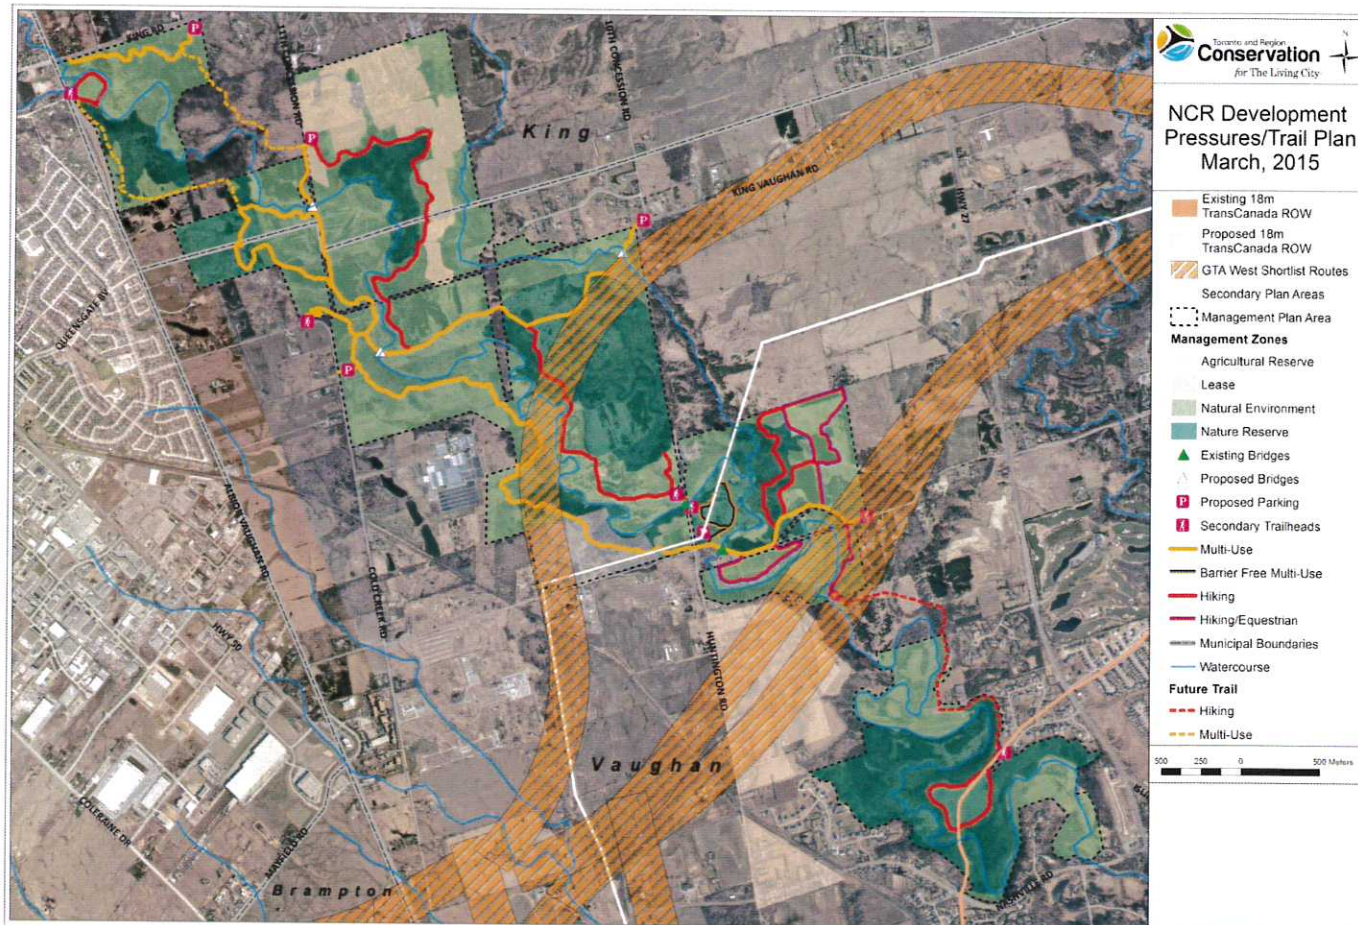 Toronto and Region
Conservation
for The Living City
N
NCR Development
Pressures/Trail Plan
March, 2015
Existing 18m
TransCanada ROW
Proposed 18m
TransCanada ROW
GTA West Shortlist Routes
Secondary Plan Areas
Management Plan Area
Management Zones
Agricultural Reserve
Lease
Natural Environment
Nature Reserve
Existing Bridges
Proposed Bridges
P Proposed Parking
Secondary Trailheads
Multi-Use
Barrier Free Multi-Use
Hiking
Hiking/Equestrian
Municipal Boundaries
Watercourse
Future Trail
Hiking
Multi-Use
500 250 0 500 Meters
KING RD
P
11TH CONCESSION RD
10TH CONCESSION RD
King
P
KING VAUGHAN RD
HWY 27
P
QUEENSGATE BV
P
ALBION VAUGHAN RD
COLD CREEK RD
HWY 50
HUNTINGTON RD
Vaughan
COLERAINE DR
MAYFIELD RD
Brampton
NASHVILLE RD